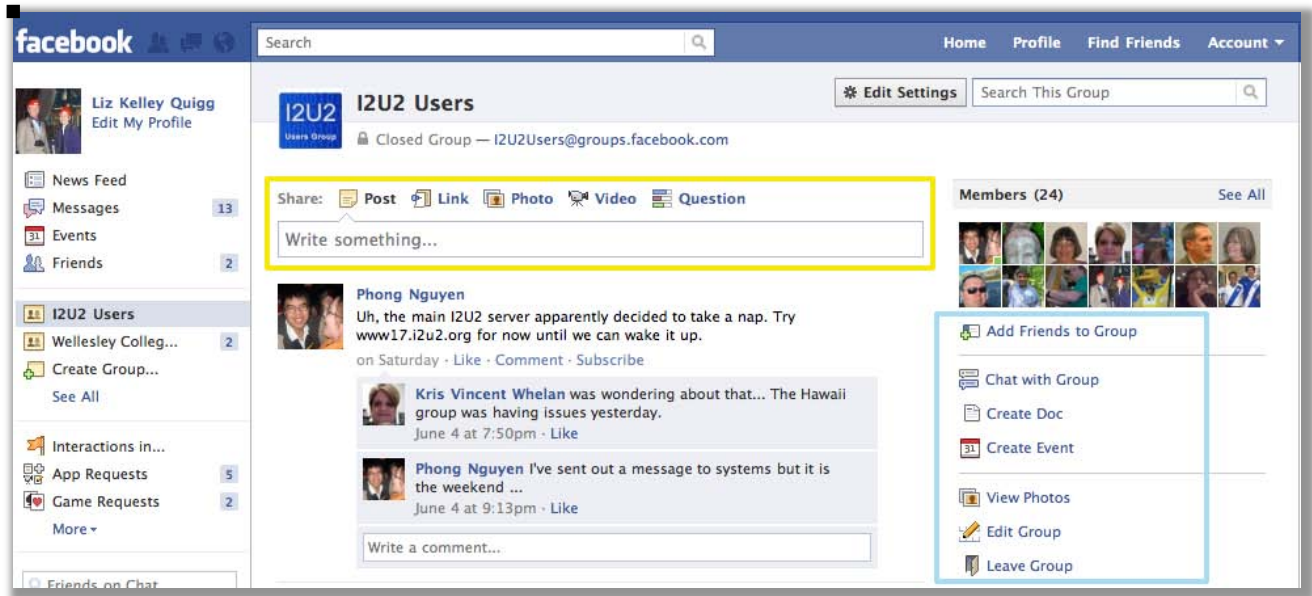 facebook
Search
Home Profile Find Friends Account
Liz Kelley Quigg
Edit My Profile
News Feed
Messages 13
31 Events
Friends 2
31 I2U2 Users
31 Wellesley Colleg... 2
Create Group...
See All
Interactions in...
App Requests 5
Game Requests 2
More
Friends on Chat
I2U2
Users Group
I2U2 Users
Closed Group — I2U2Users@groups.facebook.com
Edit Settings
Search This Group
Share: Post Link Photo Video Question
Write something...
Phong Nguyen
Uh, the main I2U2 server apparently decided to take a nap. Try
www17.i2u2.org for now until we can wake it up.
on Saturday · Like · Comment · Subscribe
Kris Vincent Whelan was wondering about that... The Hawaii
group was having issues yesterday.
June 4 at 7:50pm · Like
Phong Nguyen I've sent out a message to systems but it is
the weekend ...
June 4 at 9:13pm · Like
Write a comment...
Members (24) See All
Add Friends to Group
Chat with Group
Create Doc
31 Create Event
View Photos
Edit Group
Leave Group